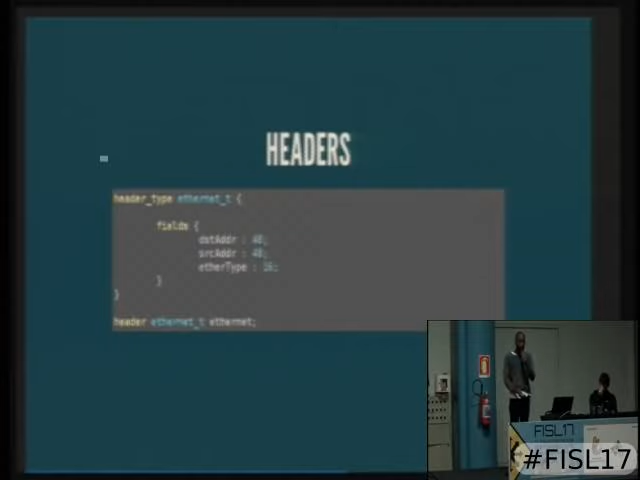 HEADERS
header_type ethernet_t {
fields {
dstAddr : 48;
srcAddr : 48;
etherType : 16;
}
}
header ethernet_t ethernet;
FISL17
#FISL17